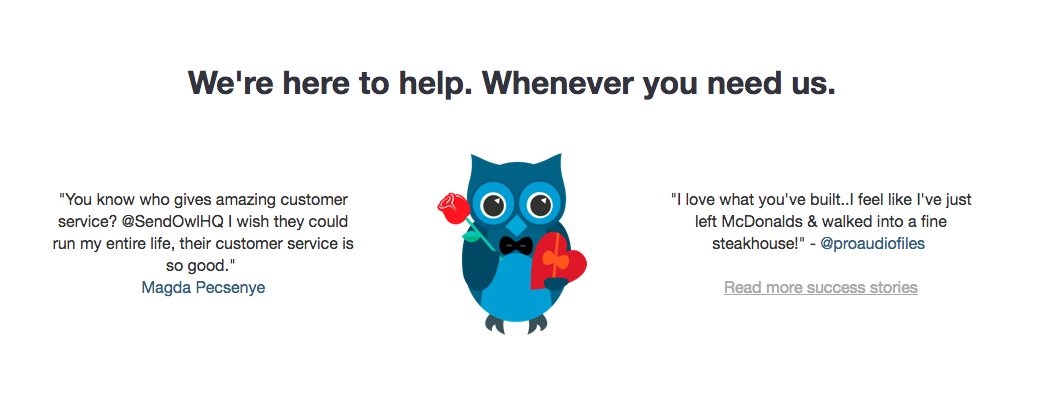 We're here to help. Whenever you need us.
"You know who gives amazing customer
service? @SendOwlHQ I wish they could
run my entire life, their customer service is
so good."
Magda Pecsenye
"I love what you've built..I feel like I've just
left McDonalds & walked into a fine
steakhouse!" - @proaudiofiles
Read more success stories